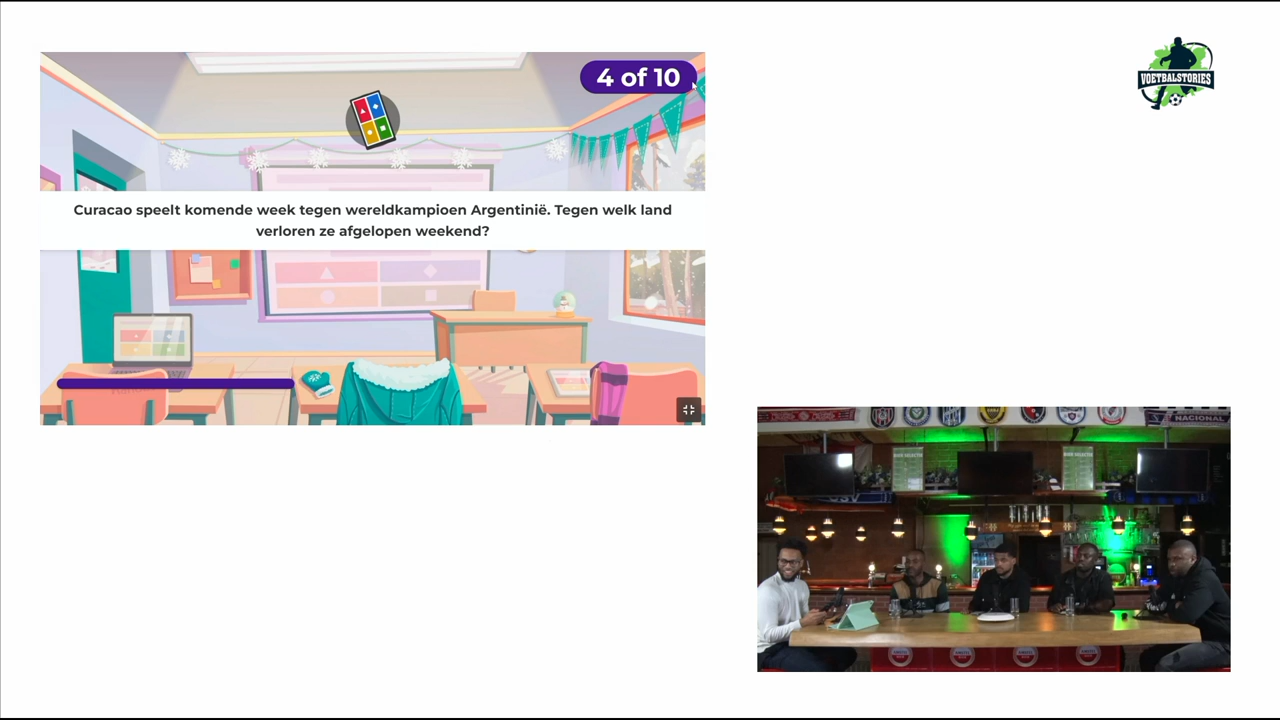 4 of 10
VOETBALSTORIES
Curacao speelt komende week tegen wereldkampioen Argentinië. Tegen welk land
verloren ze afgelopen weekend?
NACIONAL